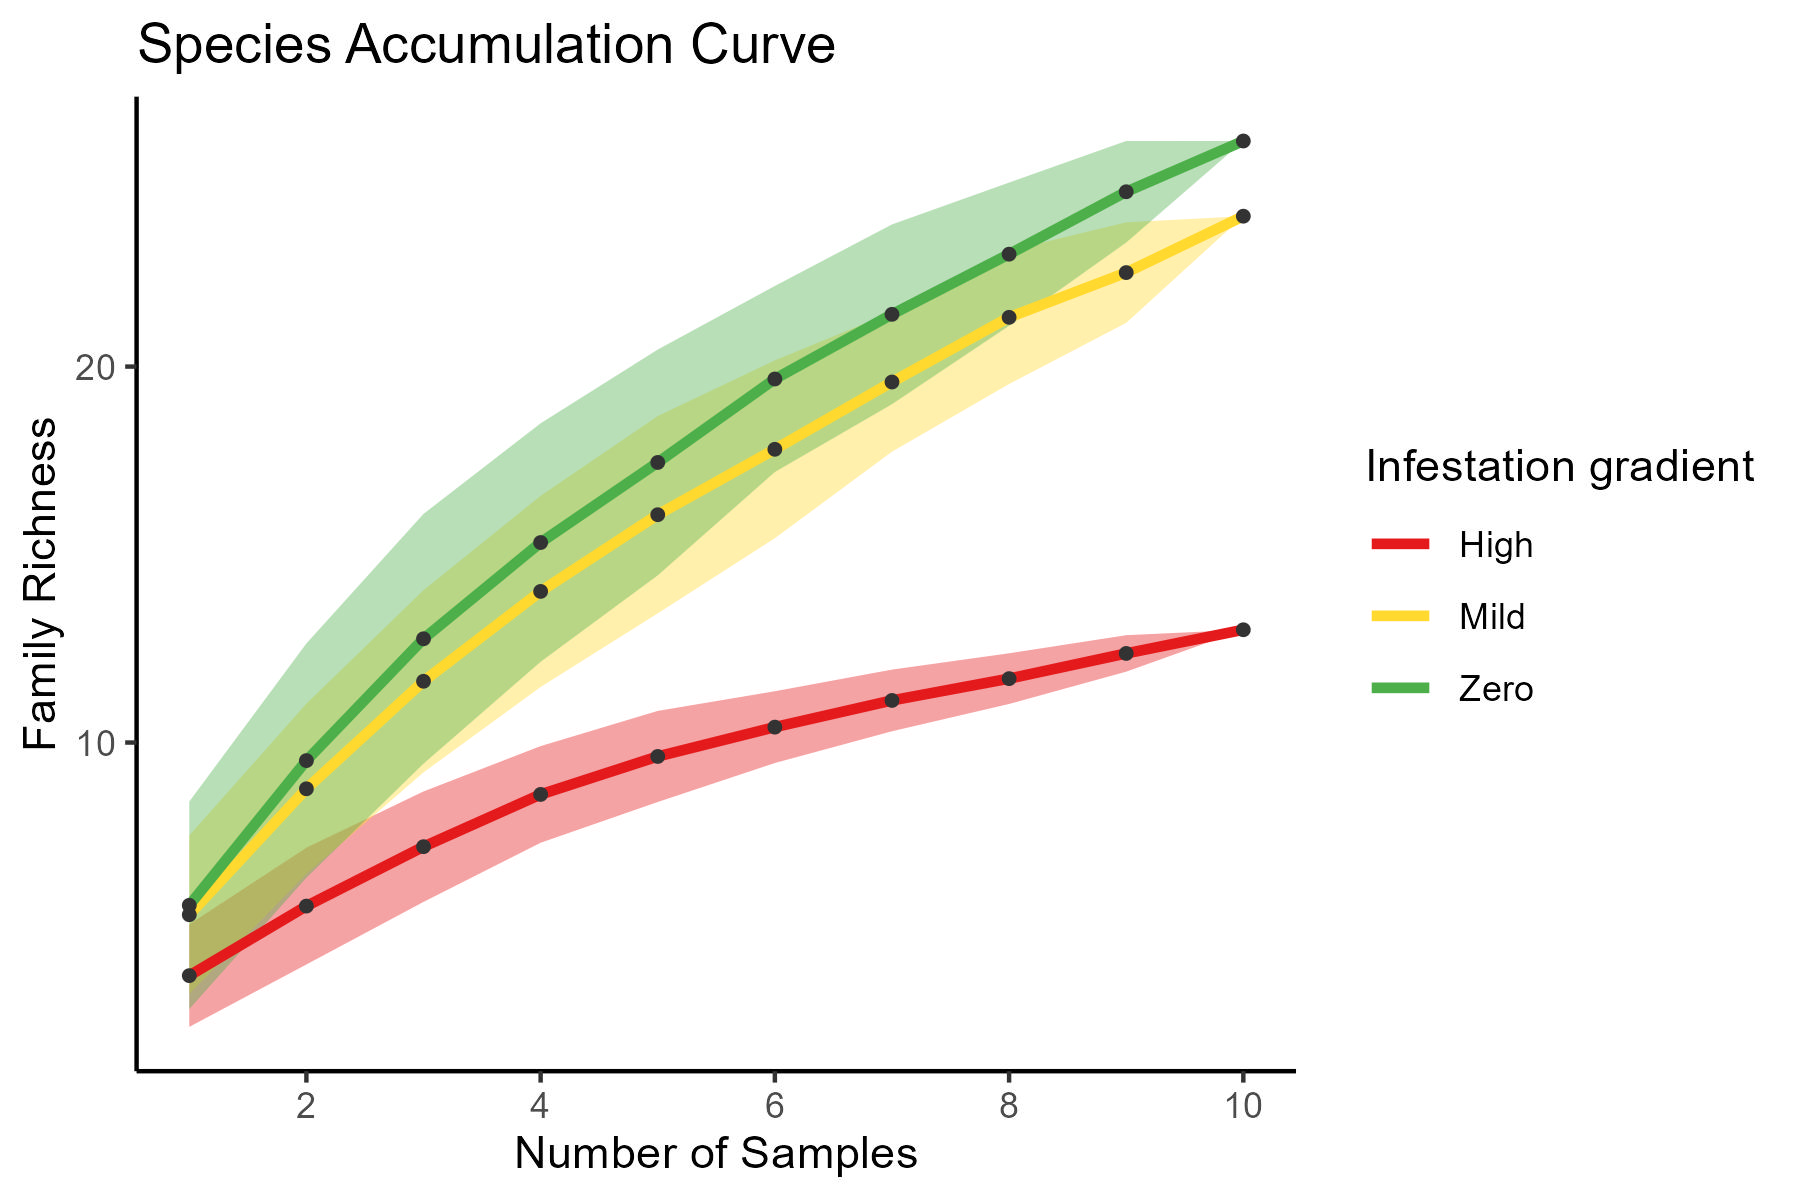 Species Accumulation Curve
Family Richness
20
10
2 4 6 8 10
Number of Samples
Infestation gradient
High
Mild
Zero